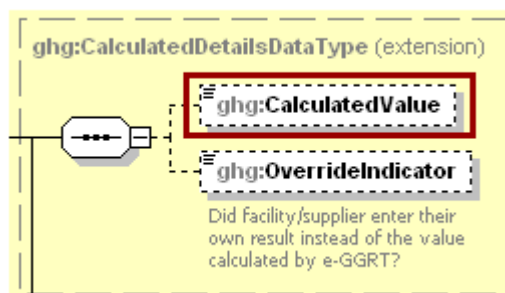 ghg:CalculatedDetailsDataType (extension)
ghg:CalculatedValue
ghg:OverrideIndicator
Did facility/supplier enter their
own result instead of the value
calculated by e-GGRT?